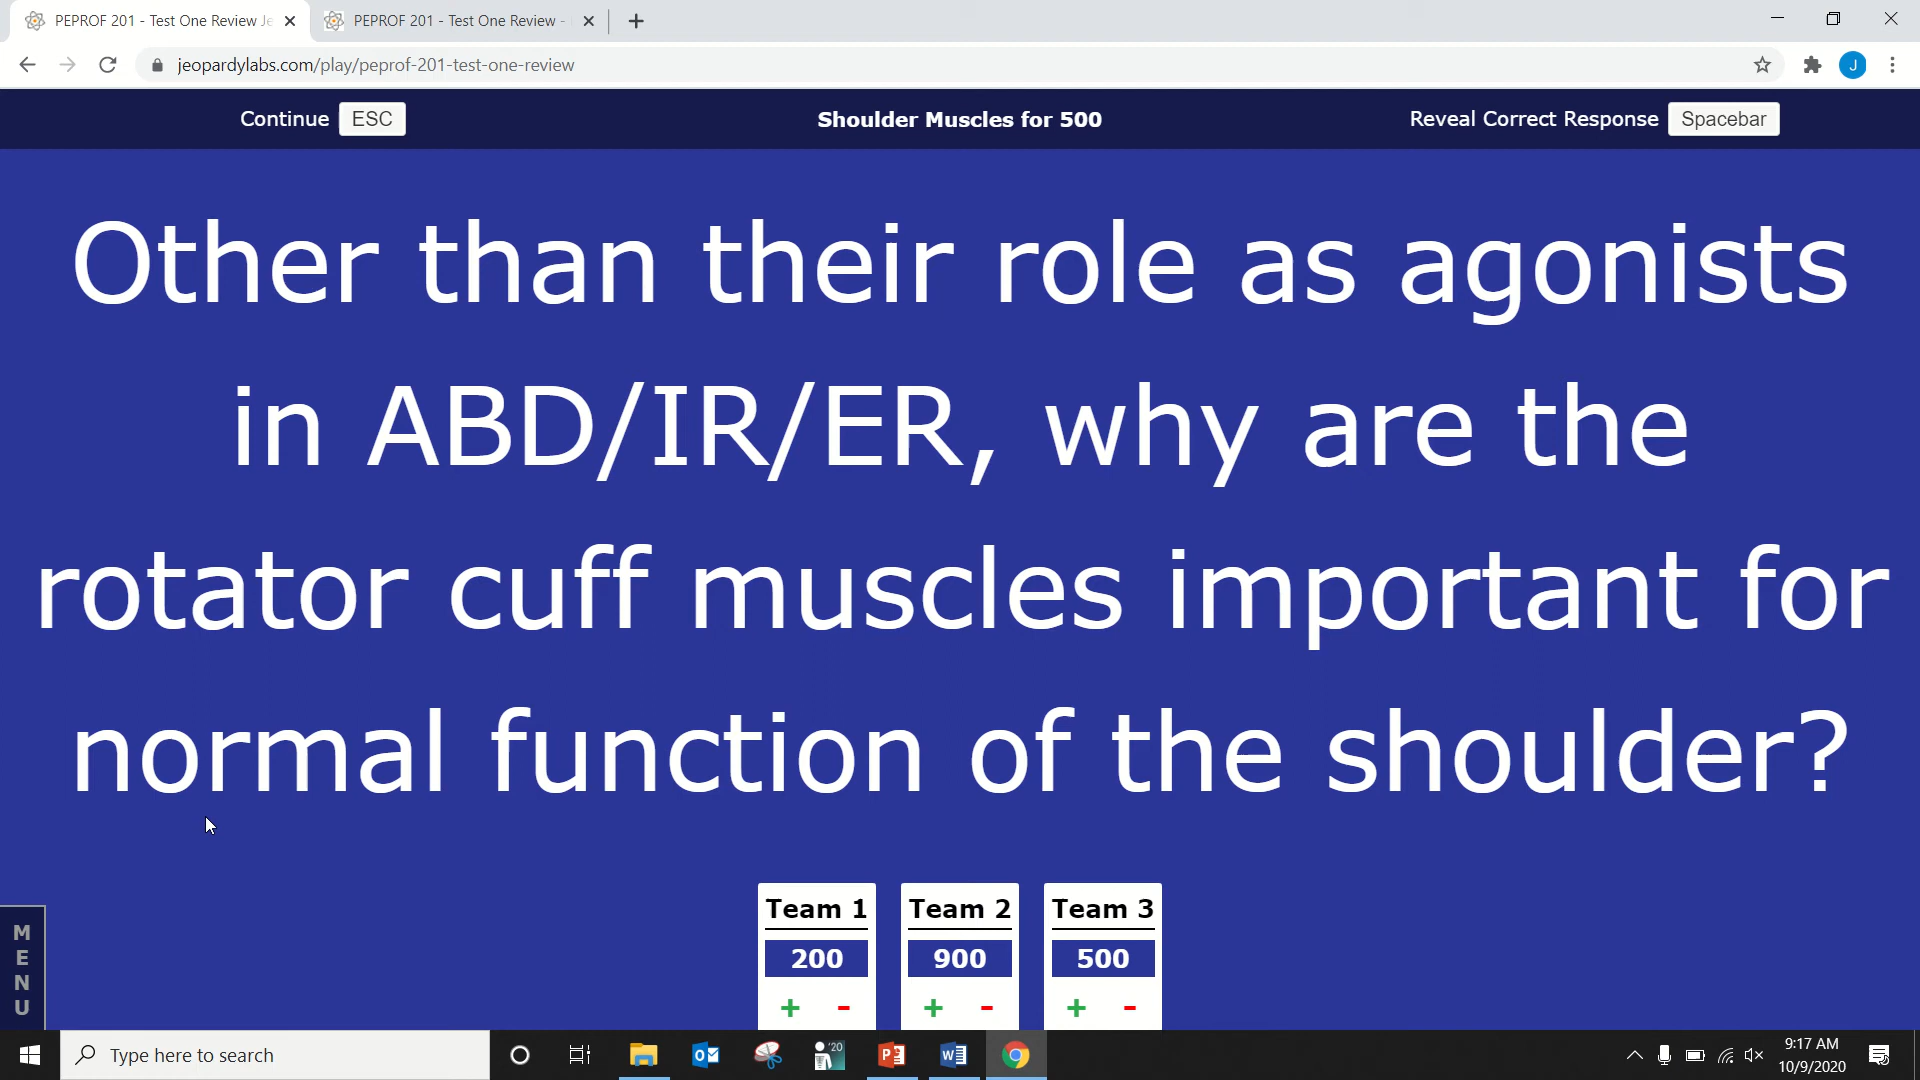 PEPROF 201 - Test One Review Je
PEPROF 201 - Test One Review -
jeopardylabs.com/play/peprof-201-test-one-review
J
Continue ESC
Shoulder Muscles for 500
Reveal Correct Response Spacebar
Other than their role as agonists
in ABD/IR/ER, why are the
rotator cuff muscles important for
normal function of the shoulder?
MENU
Team 1 Team 2 Team 3
200 900 500
+ - + - + -
Type here to search
'20
9:17 AM
10/9/2020